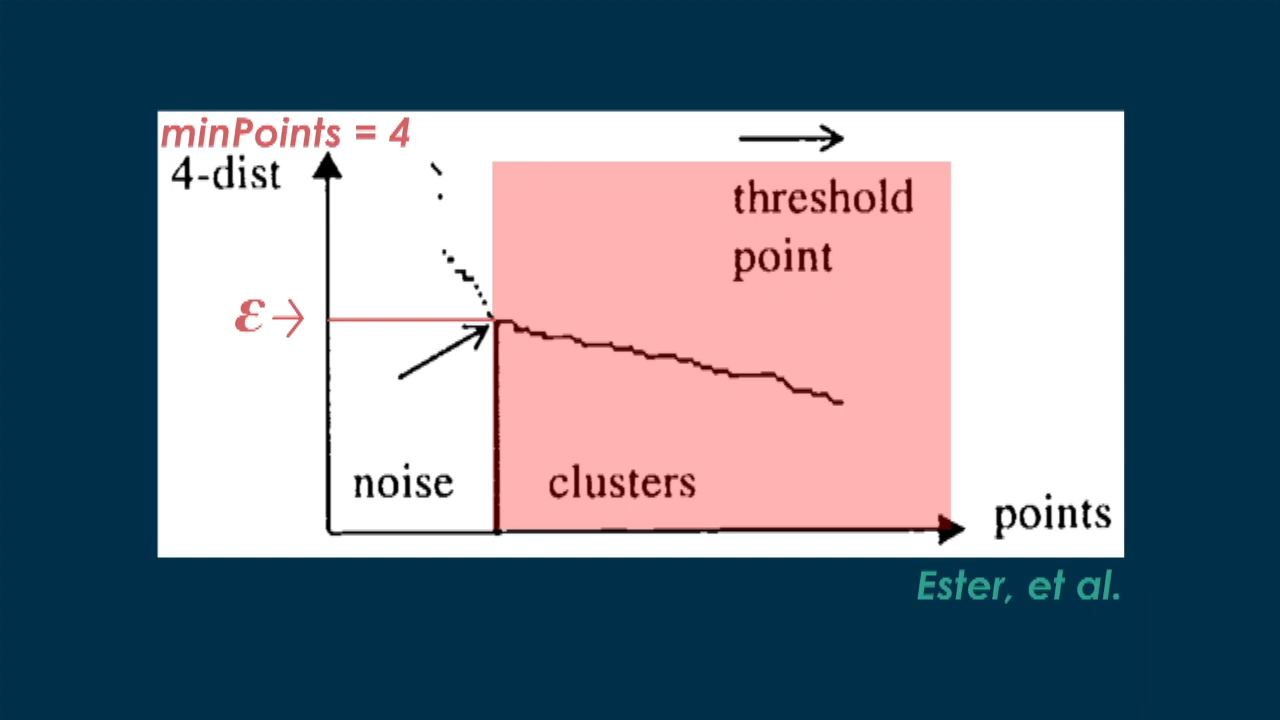 minPoints = 4
4-dist
threshold
point
ε→
noise
clusters
points
Ester, et al.